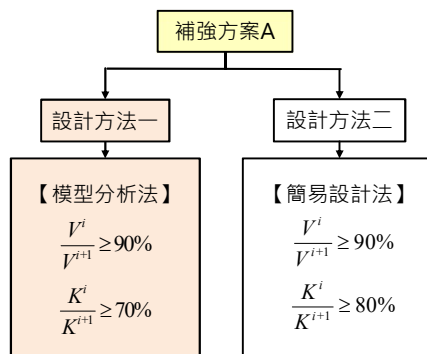 補強方案A
設計方法一
設計方法二
【模型分析法】
V^i / V^{i+1} ≥ 90%
K^i / K^{i+1} ≥ 70%
【簡易設計法】
V^i / V^{i+1} ≥ 90%
K^i / K^{i+1} ≥ 80%